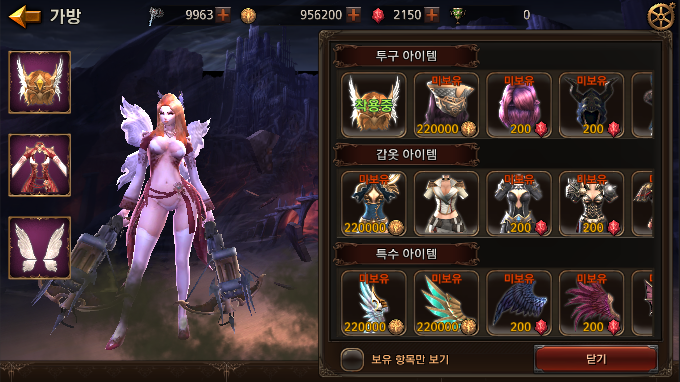 가방
9963
956200
2150
0
투구 아이템
착용중
미보유
미보유
미보유
220000
200
200
갑옷 아이템
미보유
미보유
미보유
220000
200
200
특수 아이템
미보유
미보유
미보유
미보유
220000
220000
200
200
보유 항목만 보기
닫기